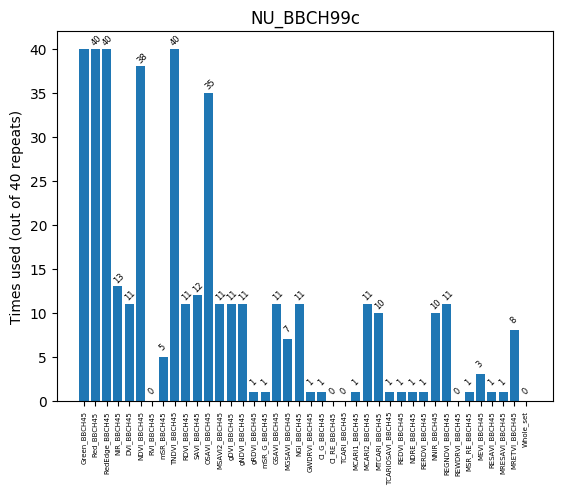 NU_BBCH99c
Times used (out of 40 repeats)
40
35
30
25
20
15
10
5
0
40
40
13
11
38
0
5
40
11
12
35
11
11
11
1
1
11
7
11
1
1
0
0
1
11
10
1
1
1
1
10
11
0
1
3
1
1
8
0
Green_BBCH45
Red_BBCH45
RedEdge_BBCH45
NIR_BBCH45
DVI_BBCH45
NDVI_BBCH45
RVI_BBCH45
mSR_BBCH45
TNDVI_BBCH45
RDVI_BBCH45
SAVI_BBCH45
OSAVI_BBCH45
MSAVI2_BBCH45
gDVI_BBCH45
gNDVI_BBCH45
gRDVI_BBCH45
mSR_G_BBCH45
GSAVI_BBCH45
MGSAVI_BBCH45
NGI_BBCH45
GWDRVI_BBCH45
CI_G_BBCH45
CI_RE_BBCH45
TCARI_BBCH45
MCARI1_BBCH45
MCARI2_BBCH45
MTCARI_BBCH45
TCARIOSAVI_BBCH45
REDVI_BBCH45
NDRE_BBCH45
RERDVI_BBCH45
NNIR_BBCH45
REGNDVI_BBCH45
REWDRVI_BBCH45
MSR_RE_BBCH45
MEVI_BBCH45
RESAVI_BBCH45
MRESAVI_BBCH45
MRETVI_BBCH45
Whole_set